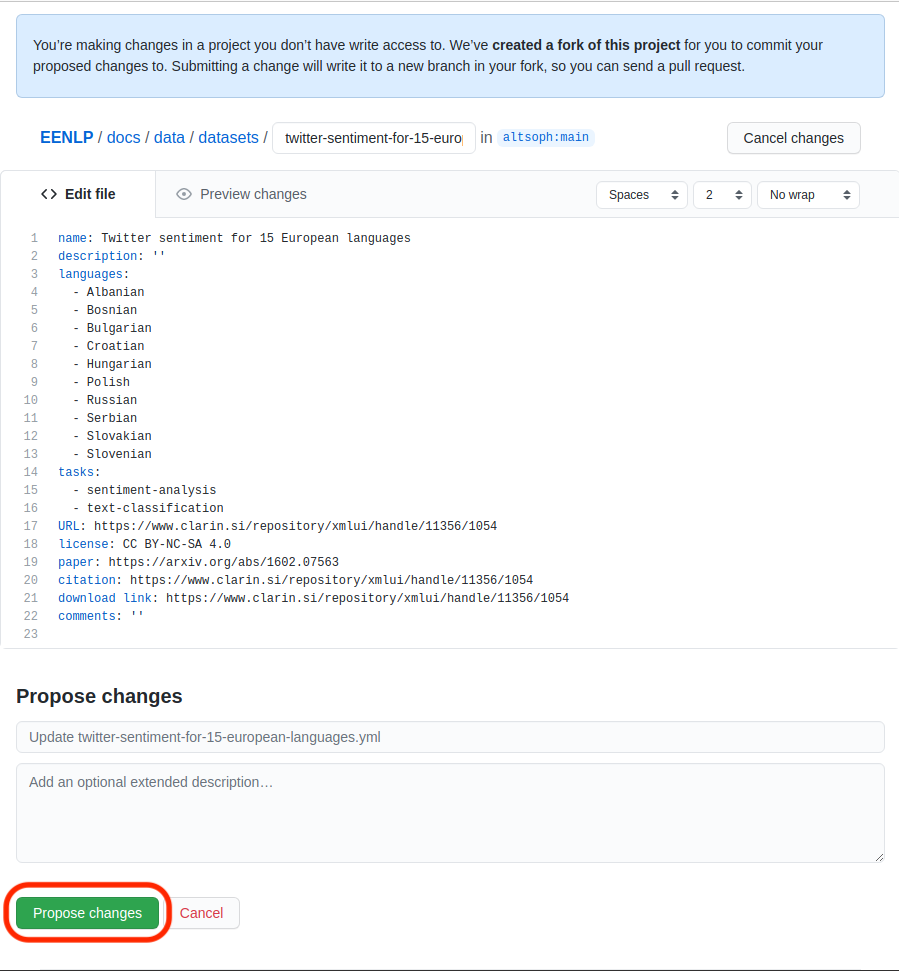 You're making changes in a project you don't have write access to. We've created a fork of this project for you to commit your
proposed changes to. Submitting a change will write it to a new branch in your fork, so you can send a pull request.
EENLP / docs / data / datasets / twitter-sentiment-for-15-euro in altsoph:main Cancel changes
Edit file Preview changes Spaces 2 No wrap
1 name: Twitter sentiment for 15 European languages
2 description: ''
3 languages:
4 - Albanian
5 - Bosnian
6 - Bulgarian
7 - Croatian
8 - Hungarian
9 - Polish
10 - Russian
11 - Serbian
12 - Slovakian
13 - Slovenian
14 tasks:
15 - sentiment-analysis
16 - text-classification
17 URL: https://www.clarin.si/repository/xmlui/handle/11356/1054
18 license: CC BY-NC-SA 4.0
19 paper: https://arxiv.org/abs/1602.07563
20 citation: https://www.clarin.si/repository/xmlui/handle/11356/1054
21 download link: https://www.clarin.si/repository/xmlui/handle/11356/1054
22 comments: ''
23
Propose changes
Update twitter-sentiment-for-15-european-languages.yml
Add an optional extended description…
Propose changes Cancel